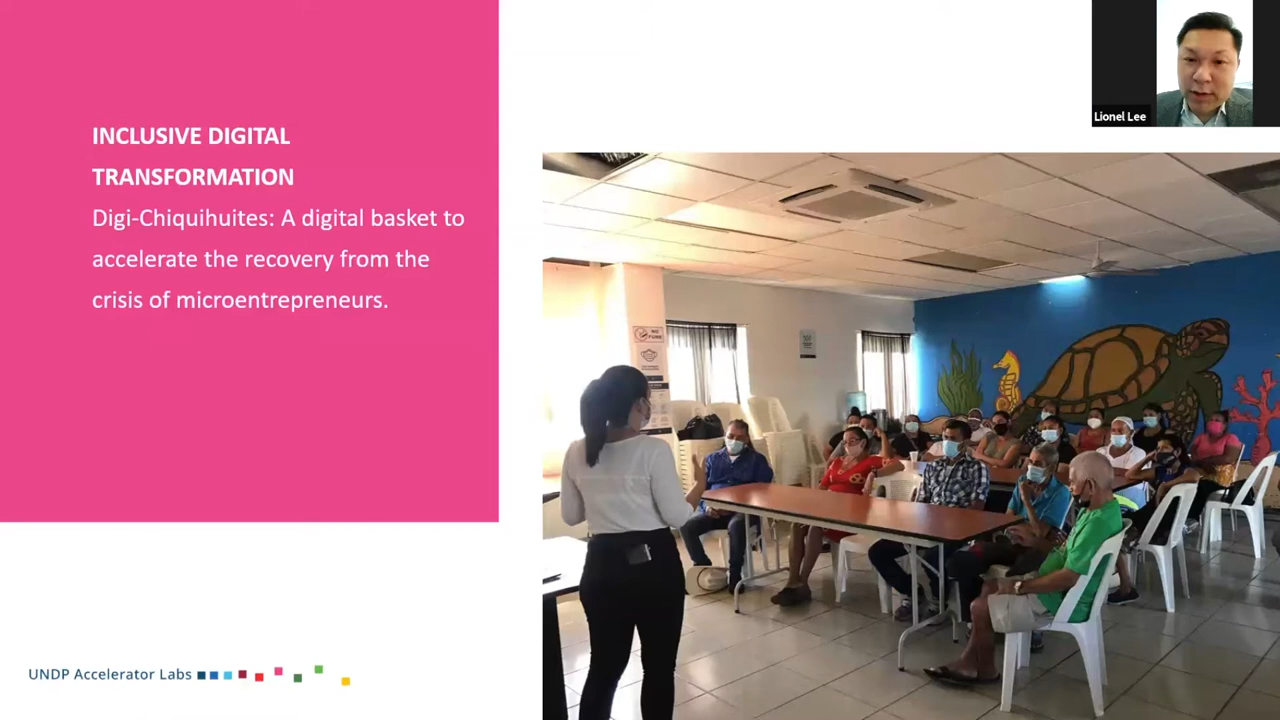 INCLUSIVE DIGITAL
TRANSFORMATION
Digi-Chiquihuites: A digital basket to
accelerate the recovery from the
crisis of microentrepreneurs.
Lionel Lee
UNDP Accelerator Labs